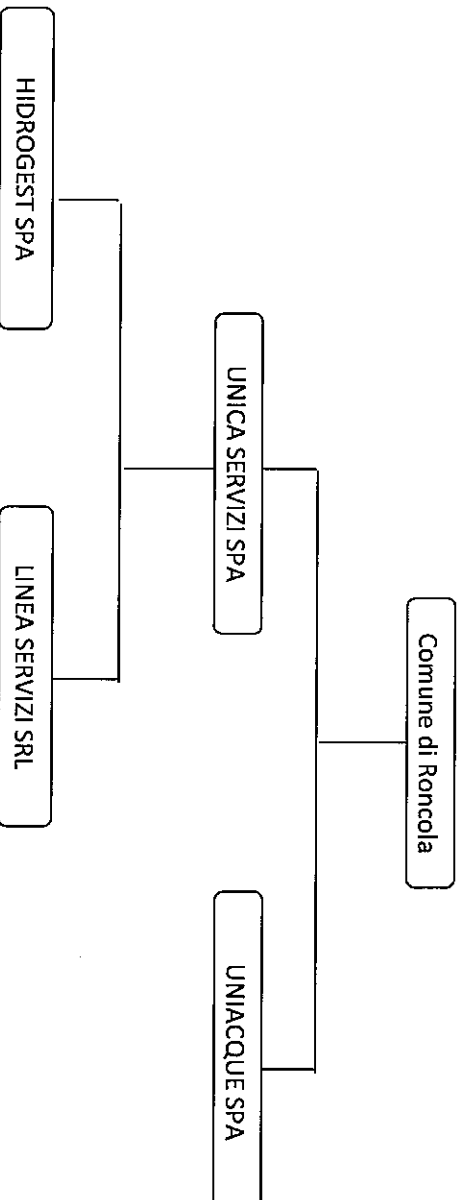 Comune di Roncola
UNICA SERVIZI SPA
UNIACQUE SPA
HIDROGEST SPA
LINEA SERVIZI SRL